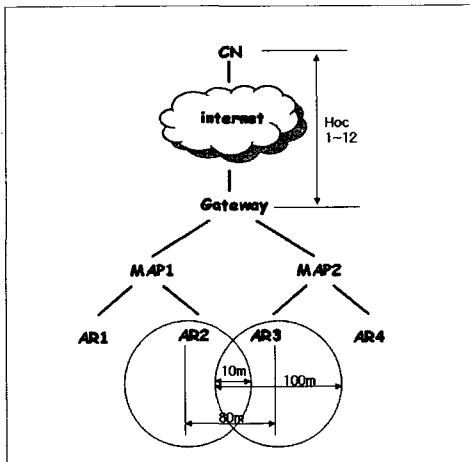 CN
internet
Hoc
1~12
Gateway
MAP1
MAP2
AR1
AR2
AR3
AR4
10m
100m
80m